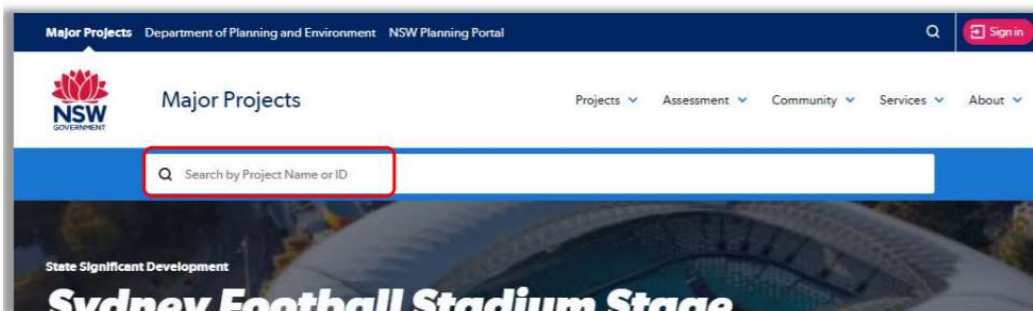 Major Projects Department of Planning and Environment NSW Planning Portal Sign in
NSW
GOVERNMENT
Major Projects Projects Assessment Community Services About
Search by Project Name or ID
State Significant Development
Sydney Football Stadium Stage